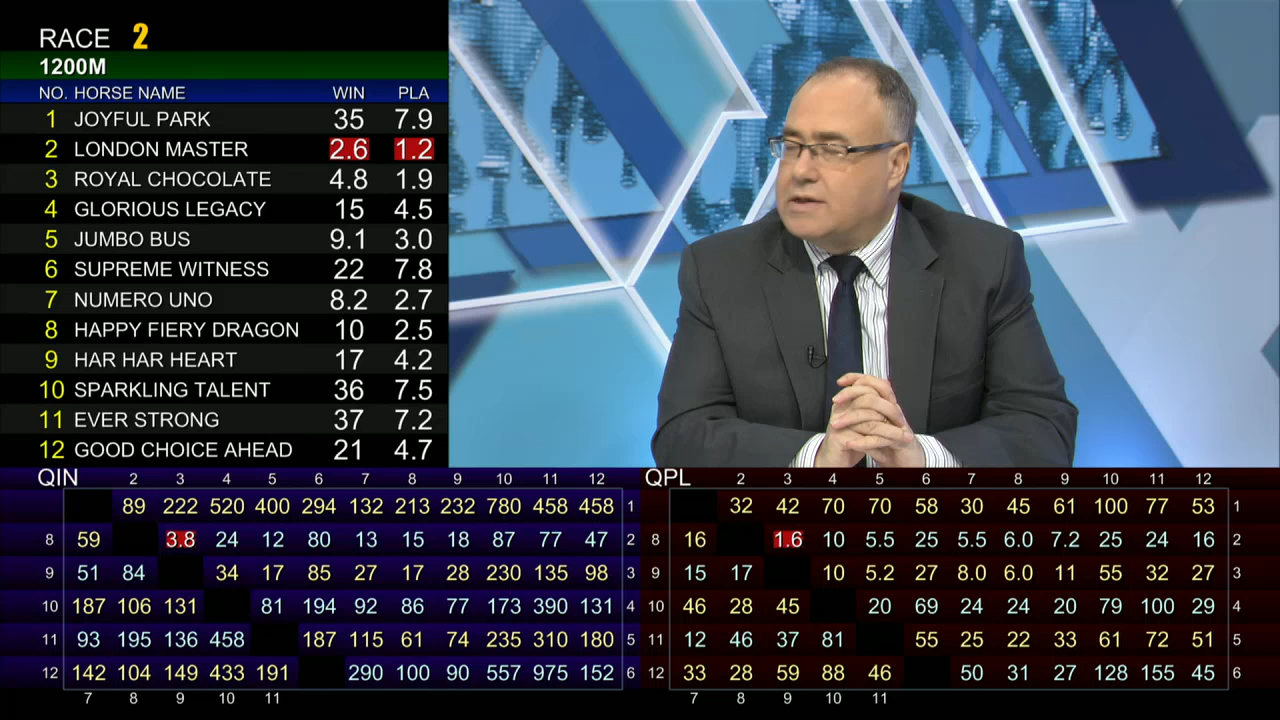 RACE 2
1200M
NO. HORSE NAME WIN PLA
1 JOYFUL PARK 35 7.9
2 LONDON MASTER 2.6 1.2
3 ROYAL CHOCOLATE 4.8 1.9
4 GLORIOUS LEGACY 15 4.5
5 JUMBO BUS 9.1 3.0
6 SUPREME WITNESS 22 7.8
7 NUMERO UNO 8.2 2.7
8 HAPPY FIERY DRAGON 10 2.5
9 HAR HAR HEART 17 4.2
10 SPARKLING TALENT 36 7.5
11 EVER STRONG 37 7.2
12 GOOD CHOICE AHEAD 21 4.7
QIN 2 3 4 5 6 7 8 9 10 11 12
89 222 520 400 294 132 213 232 780 458 458 1
8 59 3.8 24 12 80 13 15 18 87 77 47 2
9 51 84 34 17 85 27 17 28 230 135 98 3
10 187 106 131 81 194 92 86 77 173 390 131 4
11 93 195 136 458 187 115 61 74 235 310 180 5
12 142 104 149 433 191 290 100 90 557 975 152 6
7 8 9 10 11
QPL 2 3 4 5 6 7 8 9 10 11 12
32 42 70 70 58 30 45 61 100 77 53 1
8 16 1.6 10 5.5 25 5.5 6.0 7.2 25 24 16 2
9 15 17 10 5.2 27 8.0 6.0 11 55 32 27 3
10 46 28 45 20 69 24 24 20 79 100 29 4
11 12 46 37 81 55 25 22 33 61 72 51 5
12 33 28 59 88 46 50 31 27 128 155 45 6
7 8 9 10 11